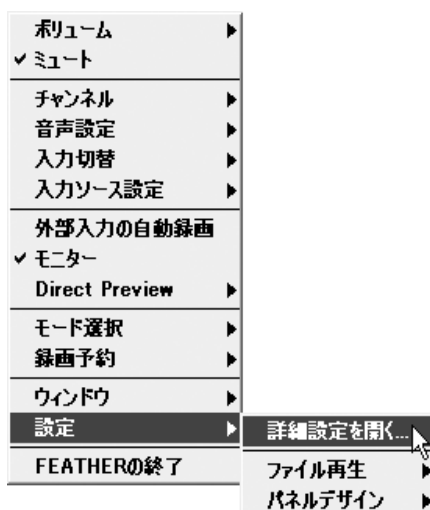 ボリューム
ミュート
チャンネル
音声設定
入力切替
入力ソース設定
外部入力の自動録画
モニター
Direct Preview
モード選択
録画予約
ウィンドウ
設定
詳細設定を開く...
FEATHERの終了
ファイル再生
パネルデザイン